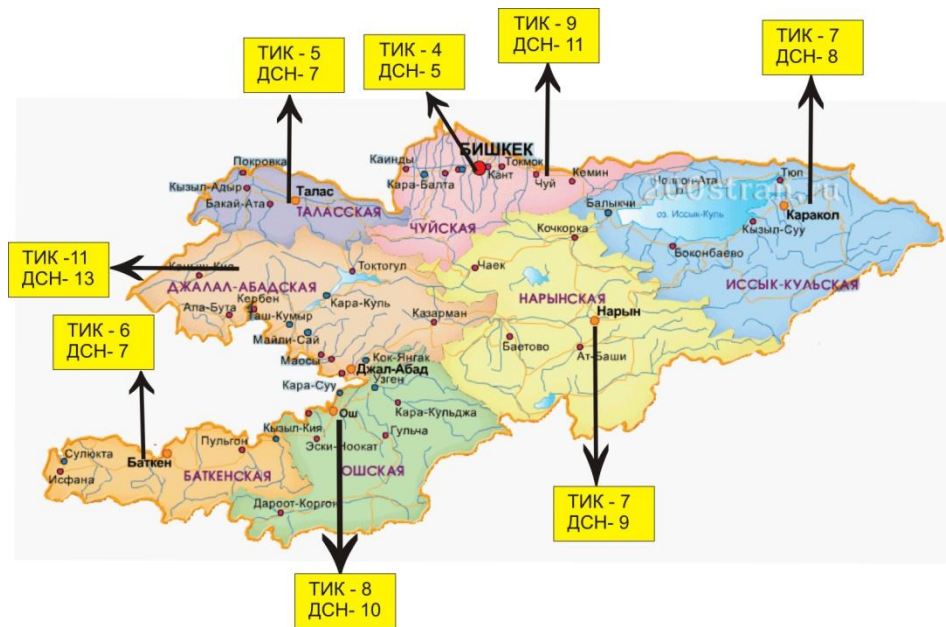 ТИК - 5
ДСН- 7
ТИК - 4
ДСН- 5
ТИК - 9
ДСН- 11
ТИК - 7
ДСН- 8
БИШКЕК
Покровка
Каинды
Токмок
Кант
Кызыл-Адыр
Талас
Кара-Балта
Чуй
Кемин
Тюп
Бакай-Ата
Балыкчи
оз. Иссык-Куль
Каракол
ТАЛАССКАЯ
ЧУЙСКАЯ
Кызыл-Суу
Кочкорка
Боконбаево
ТИК -11
ДСН- 13
Токтогул
Чаек
ДЖАЛАЛ-АБАДСКАЯ
НАРЫНСКАЯ
ИССЫК-КУЛЬСКАЯ
Кара-Куль
Кербен
Ала-Бута
Таш-Кумыр
Казарман
Нарын
ТИК - 6
ДСН- 7
Майли-Сай
Баетово
Ат-Баши
Маосы
Кок-Янгак
Джал-Абад
Узген
Кара-Суу
Ош
Кара-Кульджа
Кызыл-Кия
Гульча
Пульгон
Эски-Ноокат
Сулюкта
Баткен
Исфана
БАТКЕНСКАЯ
ОШСКАЯ
Дароот-Коргон
ТИК - 7
ДСН- 9
ТИК - 8
ДСН- 10